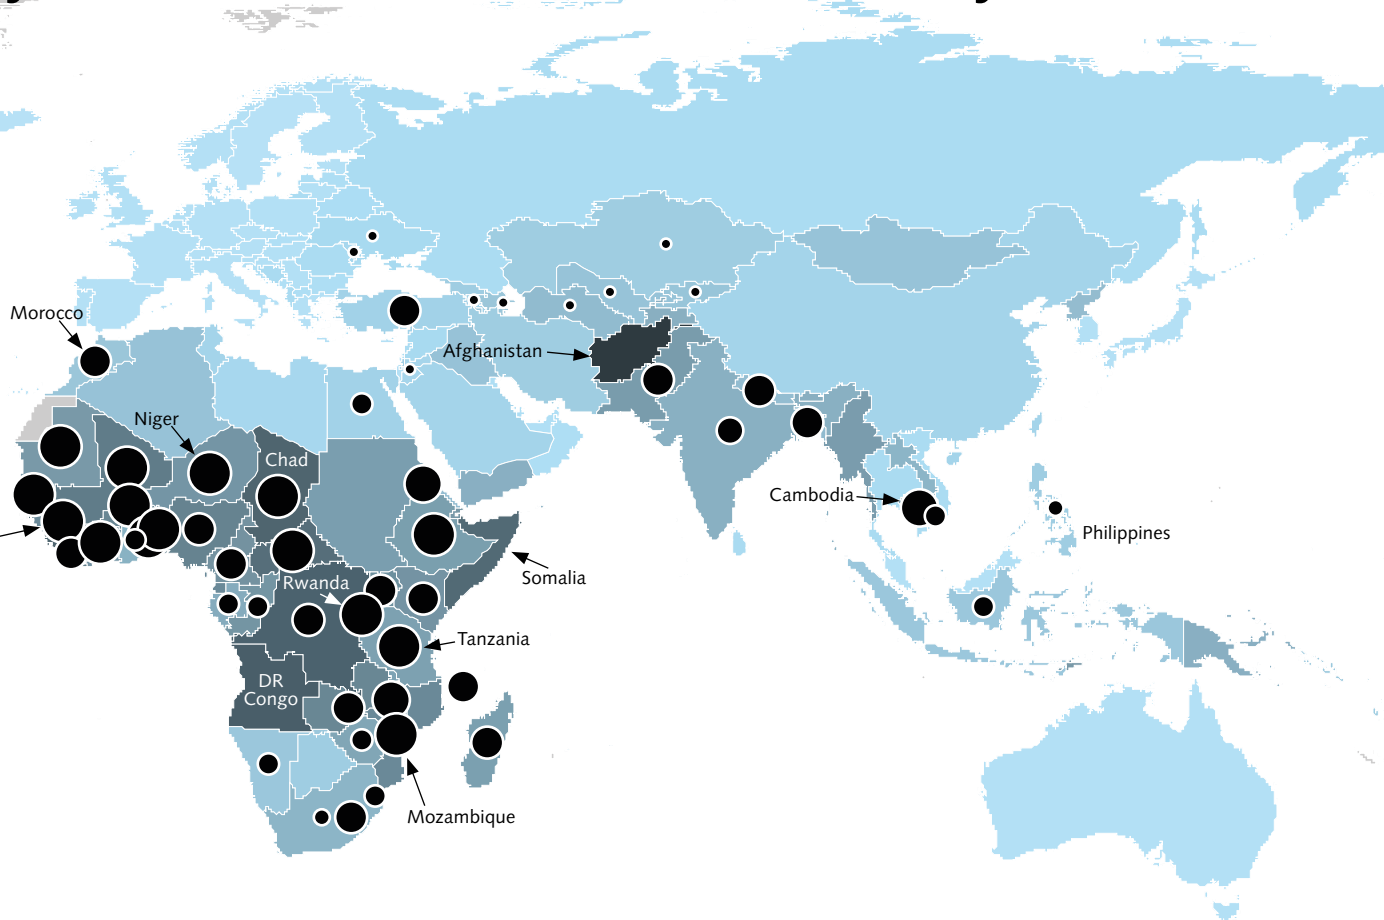 Morocco
Afghanistan
Niger
Chad
Cambodia
Philippines
Somalia
Rwanda
Tanzania
DR
Congo
Mozambique